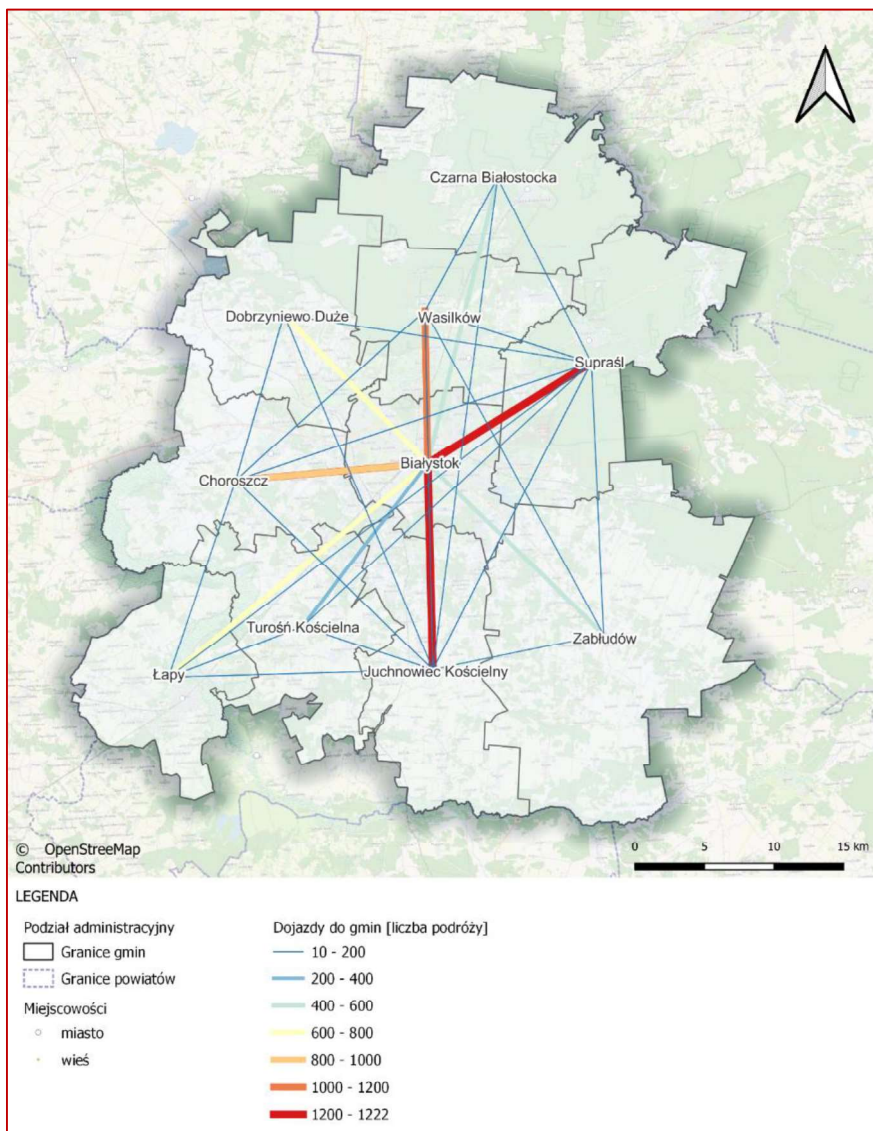 Czarna Białostocka
Dobrzyniewo Duże
Wasilków
Supraśl
Białystok
Choroszcz
Turośń Kościelna
Zabłudów
Łapy
Juchnowiec Kościelny
© OpenStreetMap
Contributors
0 5 10 15 km
LEGENDA
Podział administracyjny
Granice gmin
Granice powiatów
Miejscowości
miasto
wieś
Dojazdy do gmin [liczba podróży]
10 - 200
200 - 400
400 - 600
600 - 800
800 - 1000
1000 - 1200
1200 - 1222